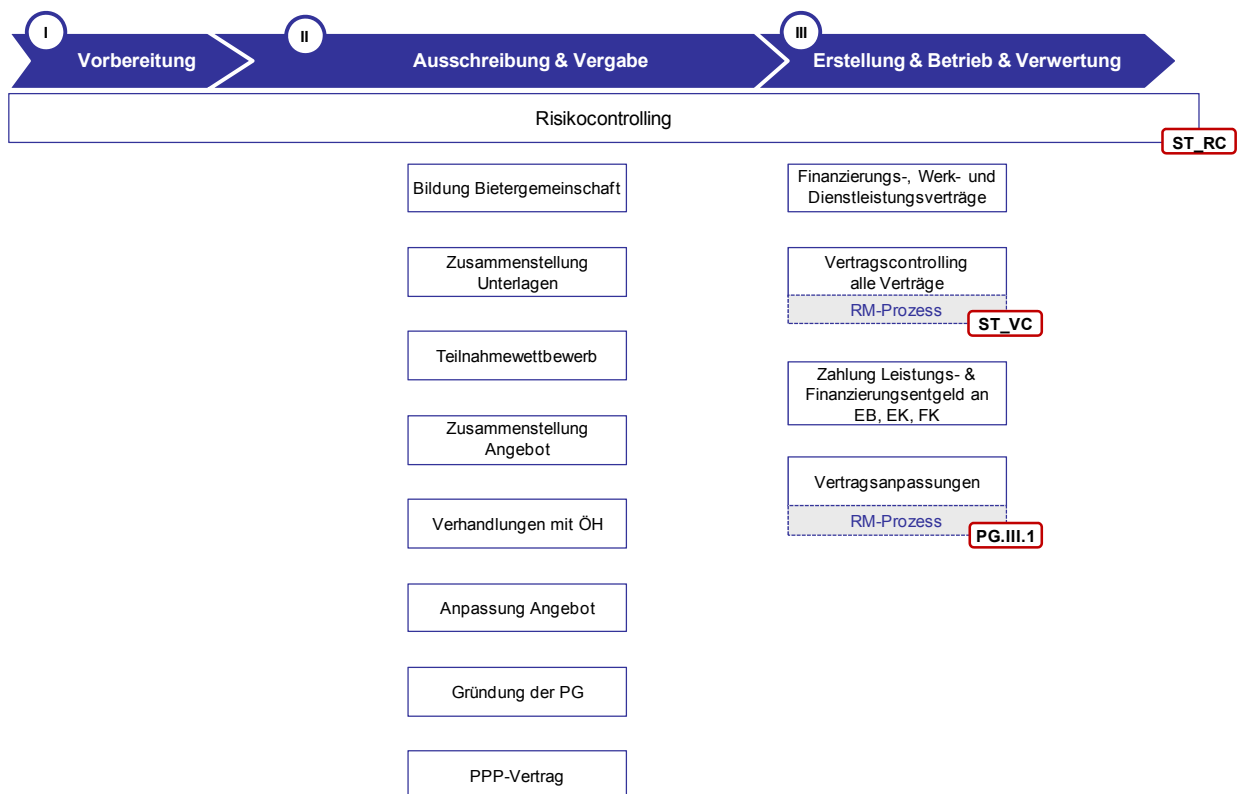 I
II
III
Vorbereitung
Ausschreibung & Vergabe
Erstellung & Betrieb & Verwertung
Risikocontrolling
ST_RC
Bildung Bietergemeinschaft
Zusammenstellung
Unterlagen
Teilnahmewettbewerb
Zusammenstellung
Angebot
Verhandlungen mit ÖH
Anpassung Angebot
Gründung der PG
PPP-Vertrag
Finanzierungs-, Werk- und
Dienstleistungsverträge
Vertragscontrolling
alle Verträge
RM-Prozess
ST_VC
Zahlung Leistungs- &
Finanzierungsentgeld an
EB, EK, FK
Vertragsanpassungen
RM-Prozess
PG.III.1